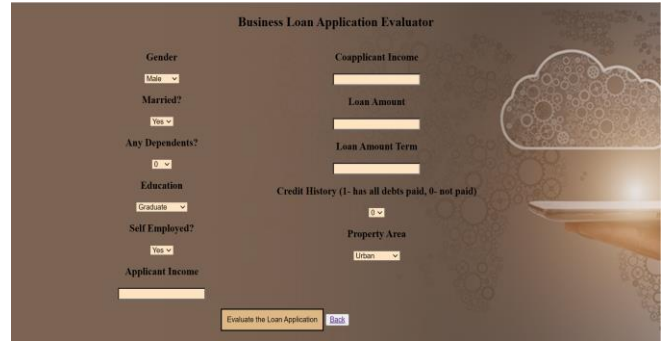 Business Loan Application Evaluator
Gender
Male
Married?
Yes
Any Dependents?
0
Education
Graduate
Self Employed?
Yes
Applicant Income
Coapplicant Income
Loan Amount
Loan Amount Term
Credit History (1- has all debts paid, 0- not paid)
0
Property Area
Urban
Evaluate the Loan Application
Back